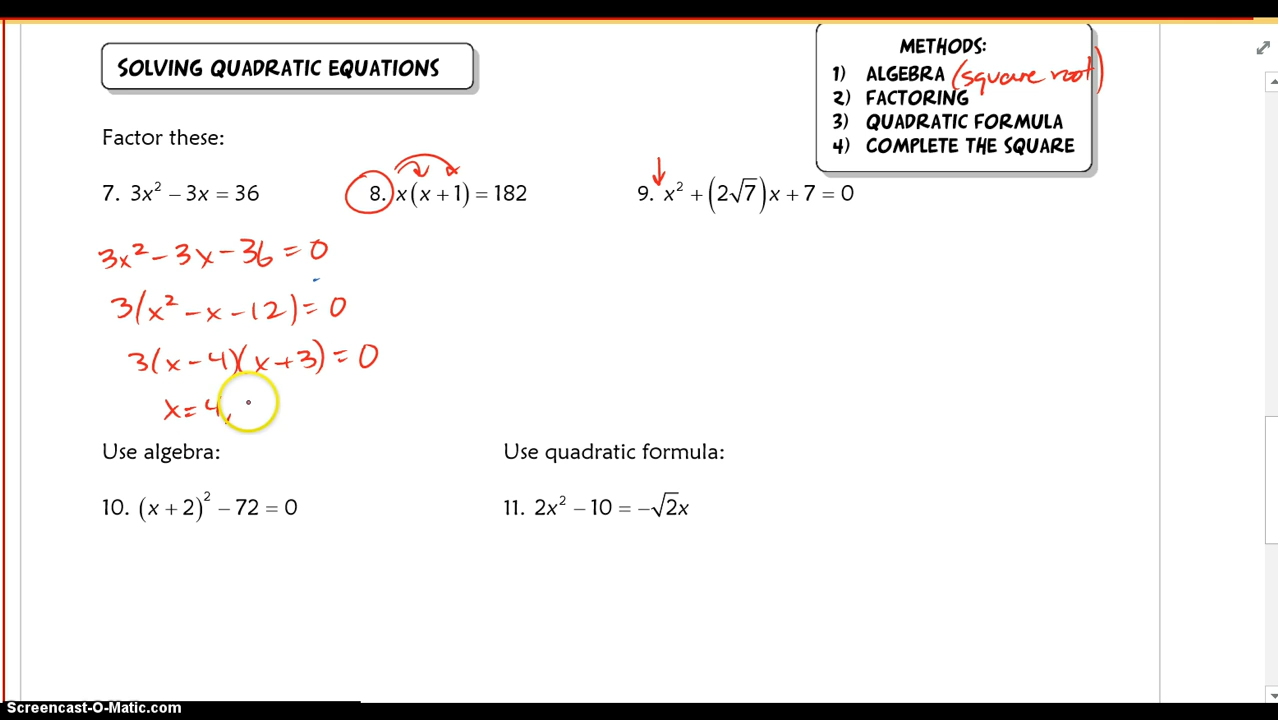 SOLVING QUADRATIC EQUATIONS
METHODS:
1) ALGEBRA (square root)
2) FACTORING
3) QUADRATIC FORMULA
4) COMPLETE THE SQUARE
Factor these:
7. 3x² − 3x = 36
8. x(x + 1) = 182
9. x² + (2√7)x + 7 = 0
3x² − 3x − 36 = 0
3(x² − x − 12) = 0
3(x − 4)(x + 3) = 0
x = 4,
Use algebra:
Use quadratic formula:
10. (x + 2)² − 72 = 0
11. 2x² − 10 = −√2x
Screencast-O-Matic.com